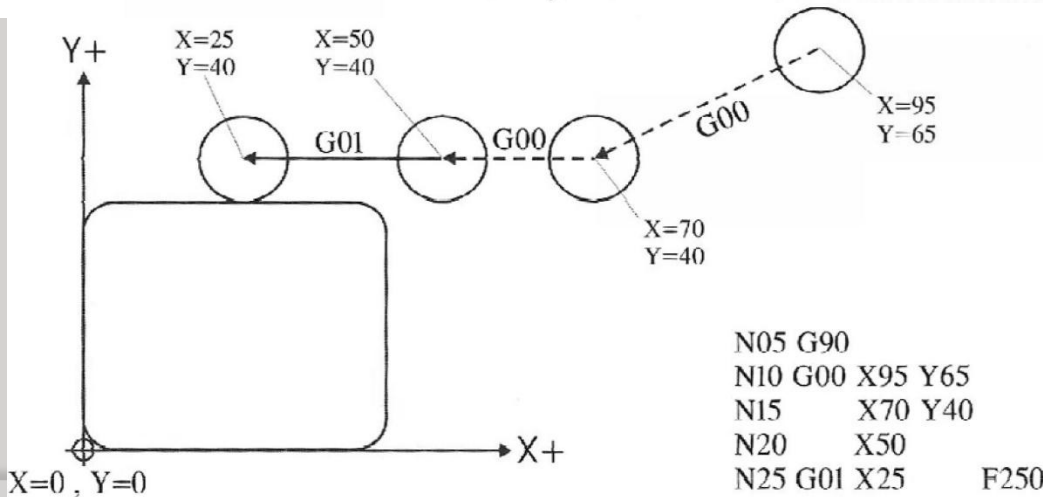 Y+
X=25
Y=40
X=50
Y=40
G01
G00
G00
X=95
Y=65
X=70
Y=40
X+
X=0 , Y=0
N05 G90
N10 G00 X95 Y65
N15 X70 Y40
N20 X50
N25 G01 X25 F250